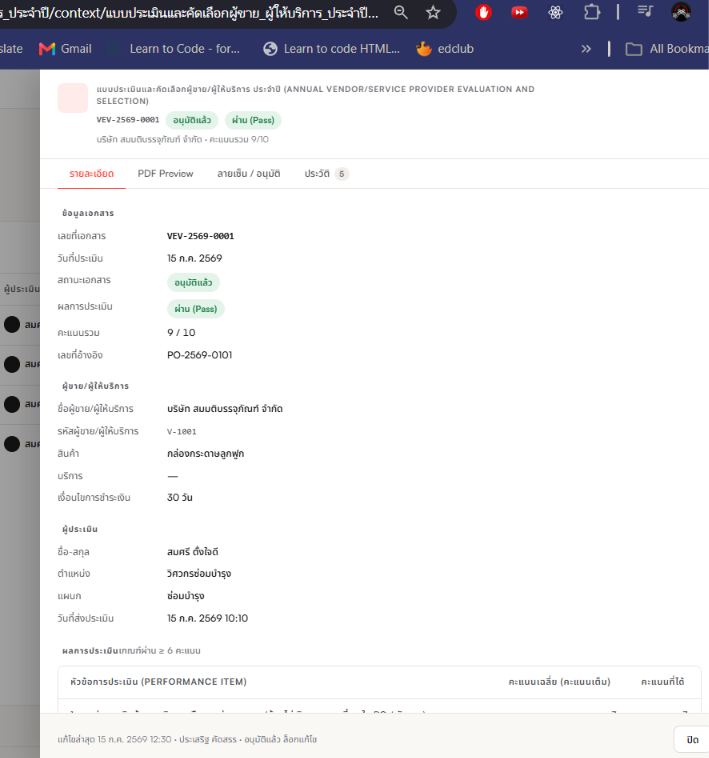 ร_ประจำปี/context/แบบประเมินและคัดเลือกผู้ขาย_ผู้ให้บริการ_ประจำปี...
slate Gmail Learn to Code - for... Learn to code HTML... edclub » All Bookma
แบบประเมินและคัดเลือกผู้ขาย/ผู้ให้บริการ ประจำปี (ANNUAL VENDOR/SERVICE PROVIDER EVALUATION AND
SELECTION)
VEV-2569-0001 อนุมัติแล้ว ผ่าน (Pass)
บริษัท สมมติบรรจุภัณฑ์ จำกัด • คะแนนรวม 9/10
รายละเอียด PDF Preview ลายเซ็น / อนุมัติ ประวัติ 5
ข้อมูลเอกสาร
เลขที่เอกสาร VEV-2569-0001
วันที่ประเมิน 15 ก.ค. 2569
สถานะเอกสาร อนุมัติแล้ว
ผลการประเมิน ผ่าน (Pass)
คะแนนรวม 9 / 10
เลขที่อ้างอิง PO-2569-0101
ผู้ขาย/ผู้ให้บริการ
ชื่อผู้ขาย/ผู้ให้บริการ บริษัท สมมติบรรจุภัณฑ์ จำกัด
รหัสผู้ขาย/ผู้ให้บริการ V-1001
สินค้า กล่องกระดาษลูกฟูก
บริการ —
เงื่อนไขการชำระเงิน 30 วัน
ผู้ประเมิน
ชื่อ-สกุล สมศรี ตั้งใจดี
ตำแหน่ง วิศวกรซ่อมบำรุง
แผนก ซ่อมบำรุง
วันที่ส่งประเมิน 15 ก.ค. 2569 10:10
ผลการประเมินเกณฑ์ผ่าน ≥ 6 คะแนน
หัวข้อการประเมิน (PERFORMANCE ITEM) คะแนนเฉลี่ย (คะแนนเต็ม) คะแนนที่ได้
แก้ไขล่าสุด 15 ก.ค. 2569 12:30 • ประเสริฐ คัดสรร • อนุมัติแล้ว ล็อกแก้ไข
ปิด
ผู้ประเมิน
สมศ
สมศ
สมศ
สมศ